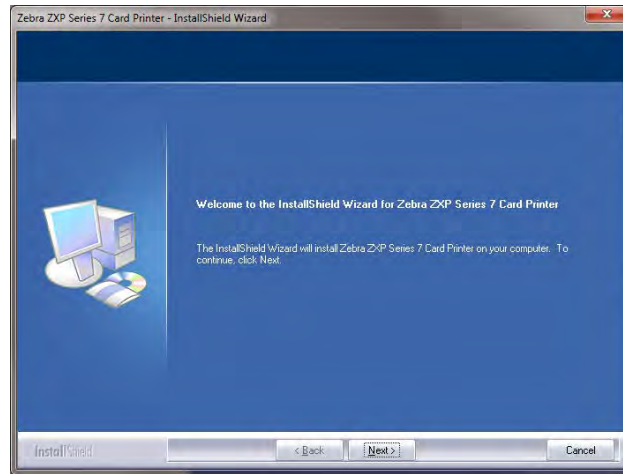 Zebra ZXP Series 7 Card Printer - InstallShield Wizard
Welcome to the InstallShield Wizard for Zebra ZXP Series 7 Card Printer
The InstallShield Wizard will install Zebra ZXP Series 7 Card Printer on your computer. To
continue, click Next.
InstallShield
< Back
Next >
Cancel